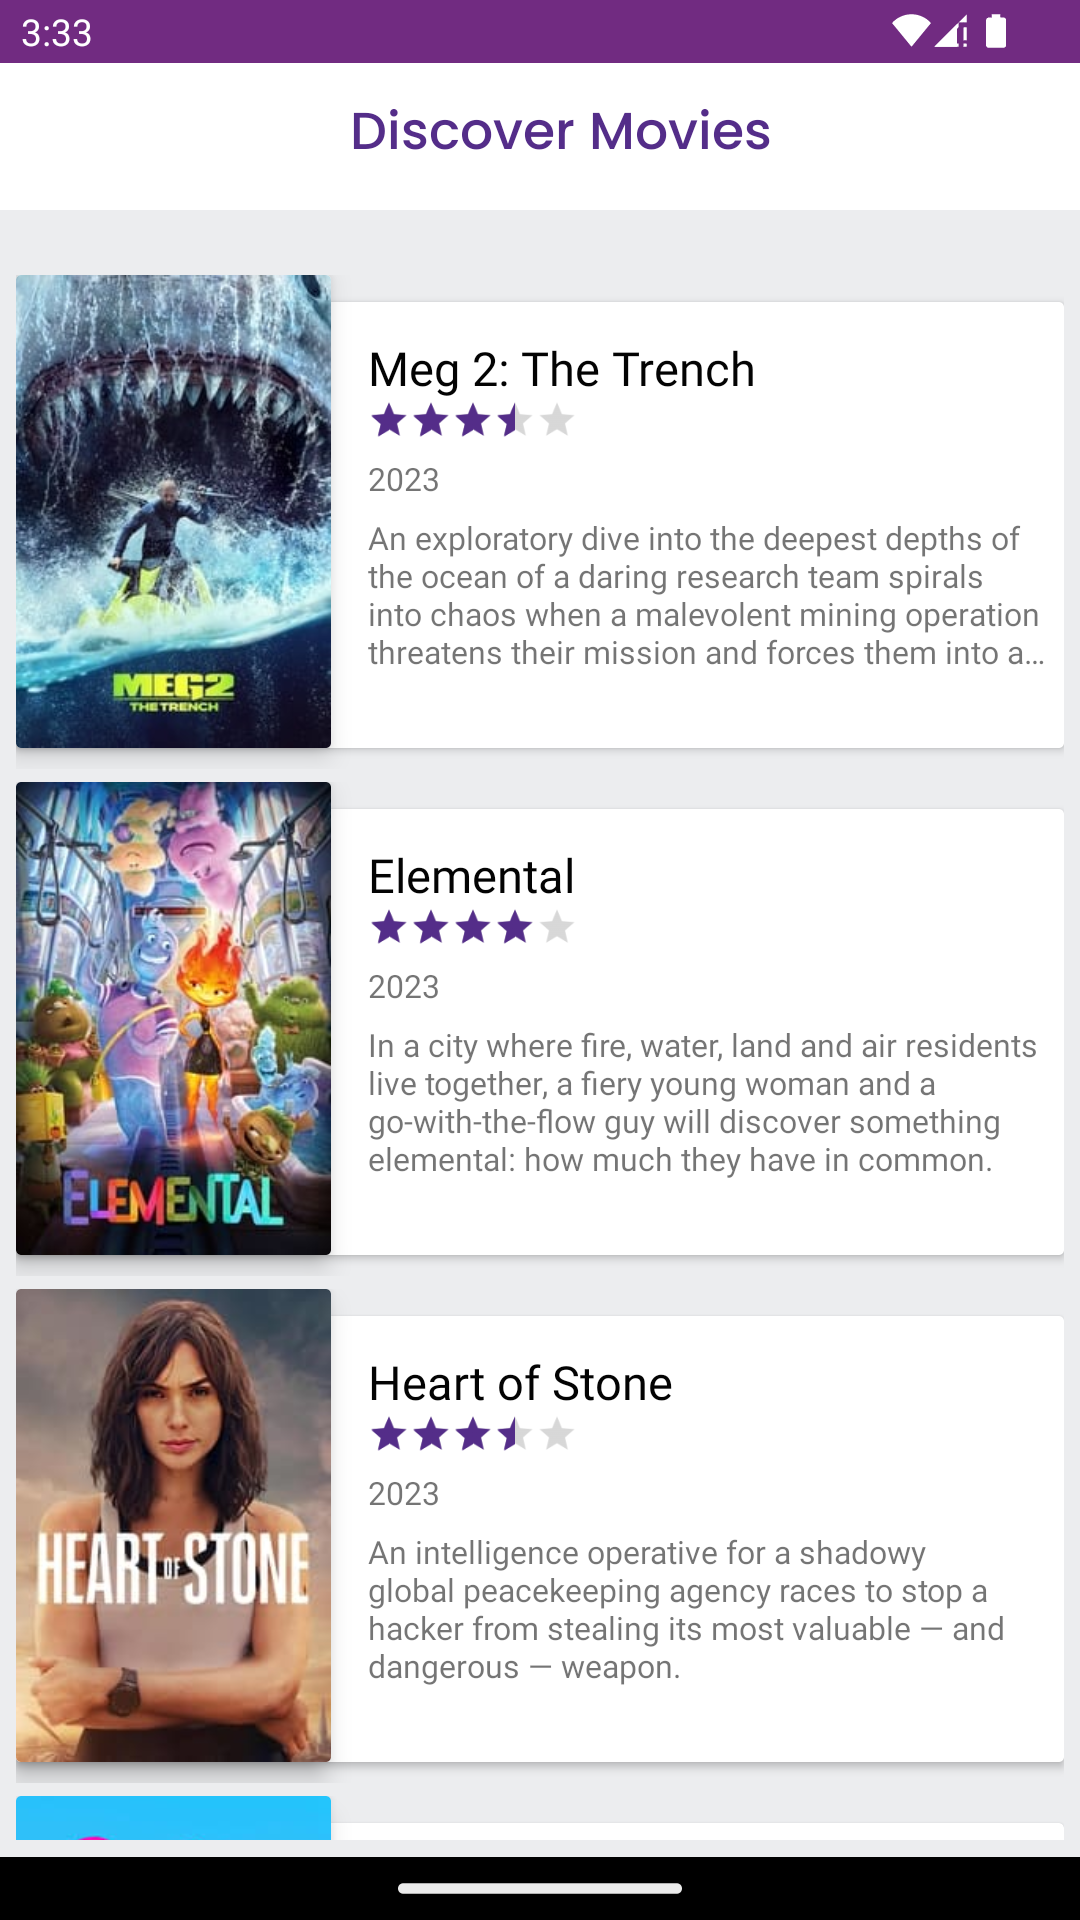 3:33
Discover Movies
MEG2
THE TRENCH
Meg 2: The Trench
2023
An exploratory dive into the deepest depths of
the ocean of a daring research team spirals
into chaos when a malevolent mining operation
threatens their mission and forces them into a…
ELEMENTAL
Elemental
2023
In a city where fire, water, land and air residents
live together, a fiery young woman and a
go-with-the-flow guy will discover something
elemental: how much they have in common.
HEART OF STONE
Heart of Stone
2023
An intelligence operative for a shadowy
global peacekeeping agency races to stop a
hacker from stealing its most valuable — and
dangerous — weapon.